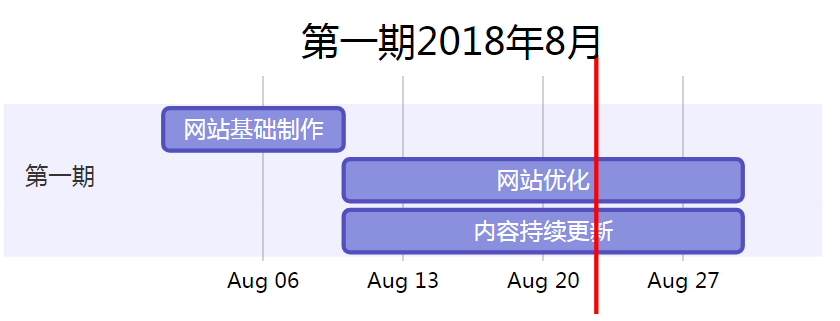 第一期2018年8月
网站基础制作
第一期
网站优化
内容持续更新
Aug 06
Aug 13
Aug 20
Aug 27